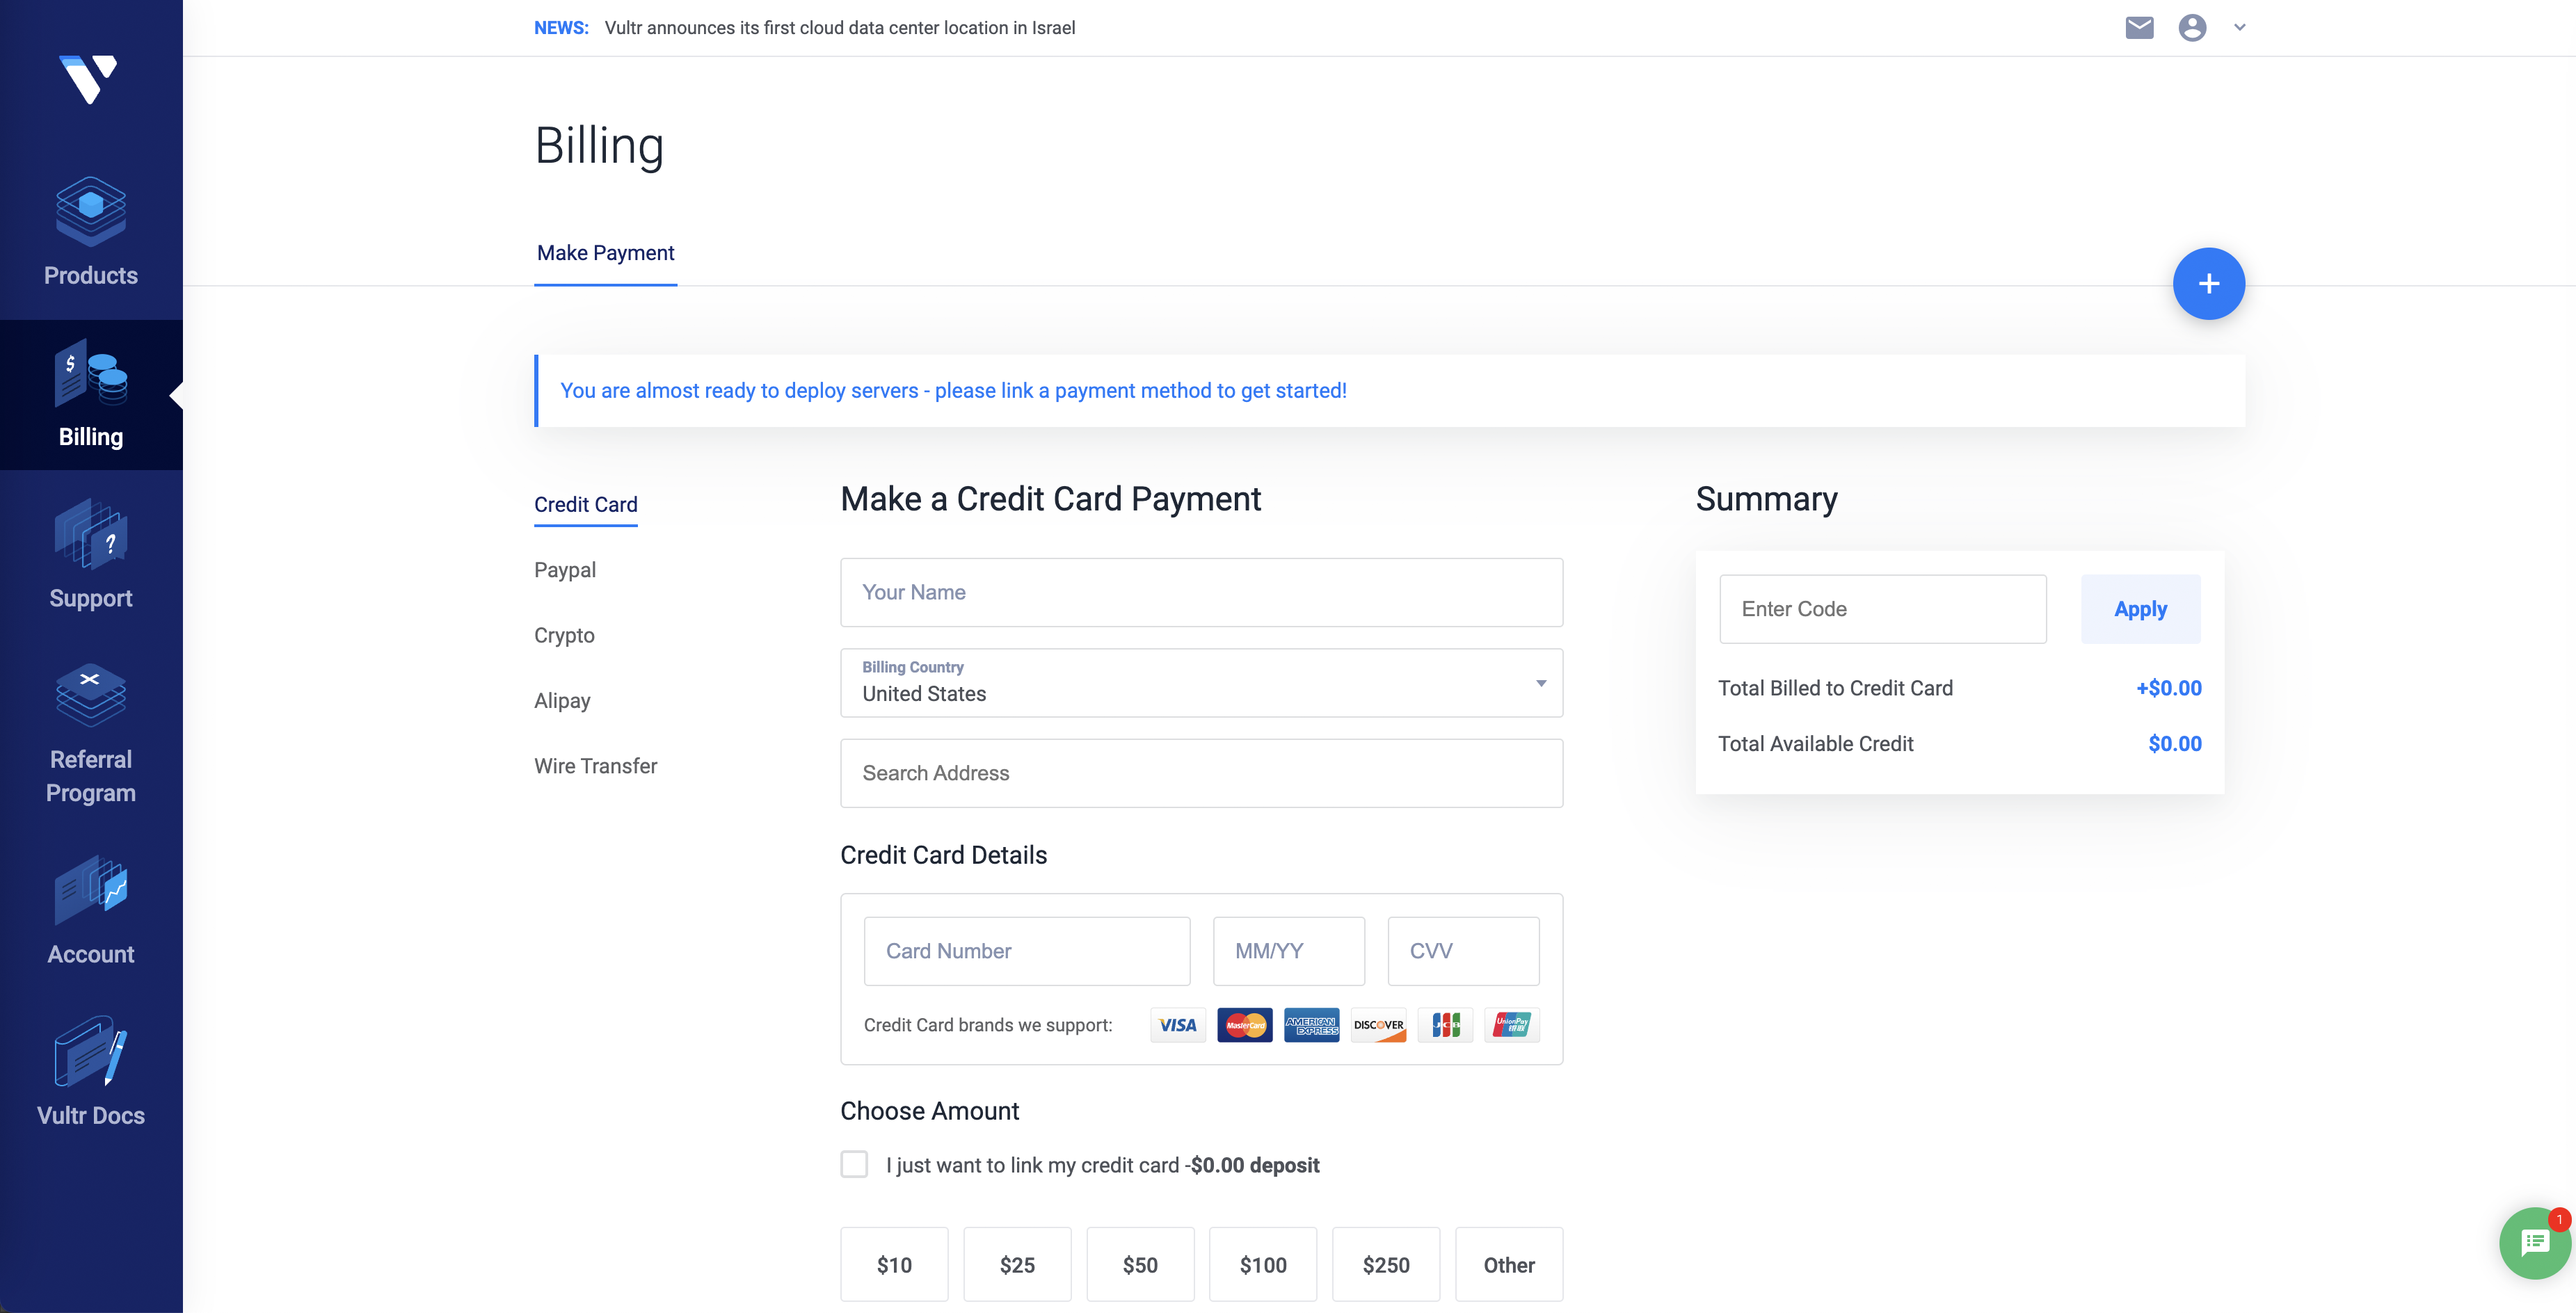 NEWS: Vultr announces its first cloud data center location in Israel
Products
Billing
Support
Referral
Program
Account
Vultr Docs
Billing
Make Payment
You are almost ready to deploy servers - please link a payment method to get started!
Credit Card
Paypal
Crypto
Alipay
Wire Transfer
Make a Credit Card Payment
Your Name
Billing Country
United States
Search Address
Credit Card Details
Card Number
MM/YY
CVV
Credit Card brands we support:
VISA
MasterCard
AMERICAN EXPRESS
DISCOVER
JCB
UnionPay 银联
Choose Amount
I just want to link my credit card -$0.00 deposit
$10
$25
$50
$100
$250
Other
Summary
Enter Code
Apply
Total Billed to Credit Card +$0.00
Total Available Credit $0.00
1